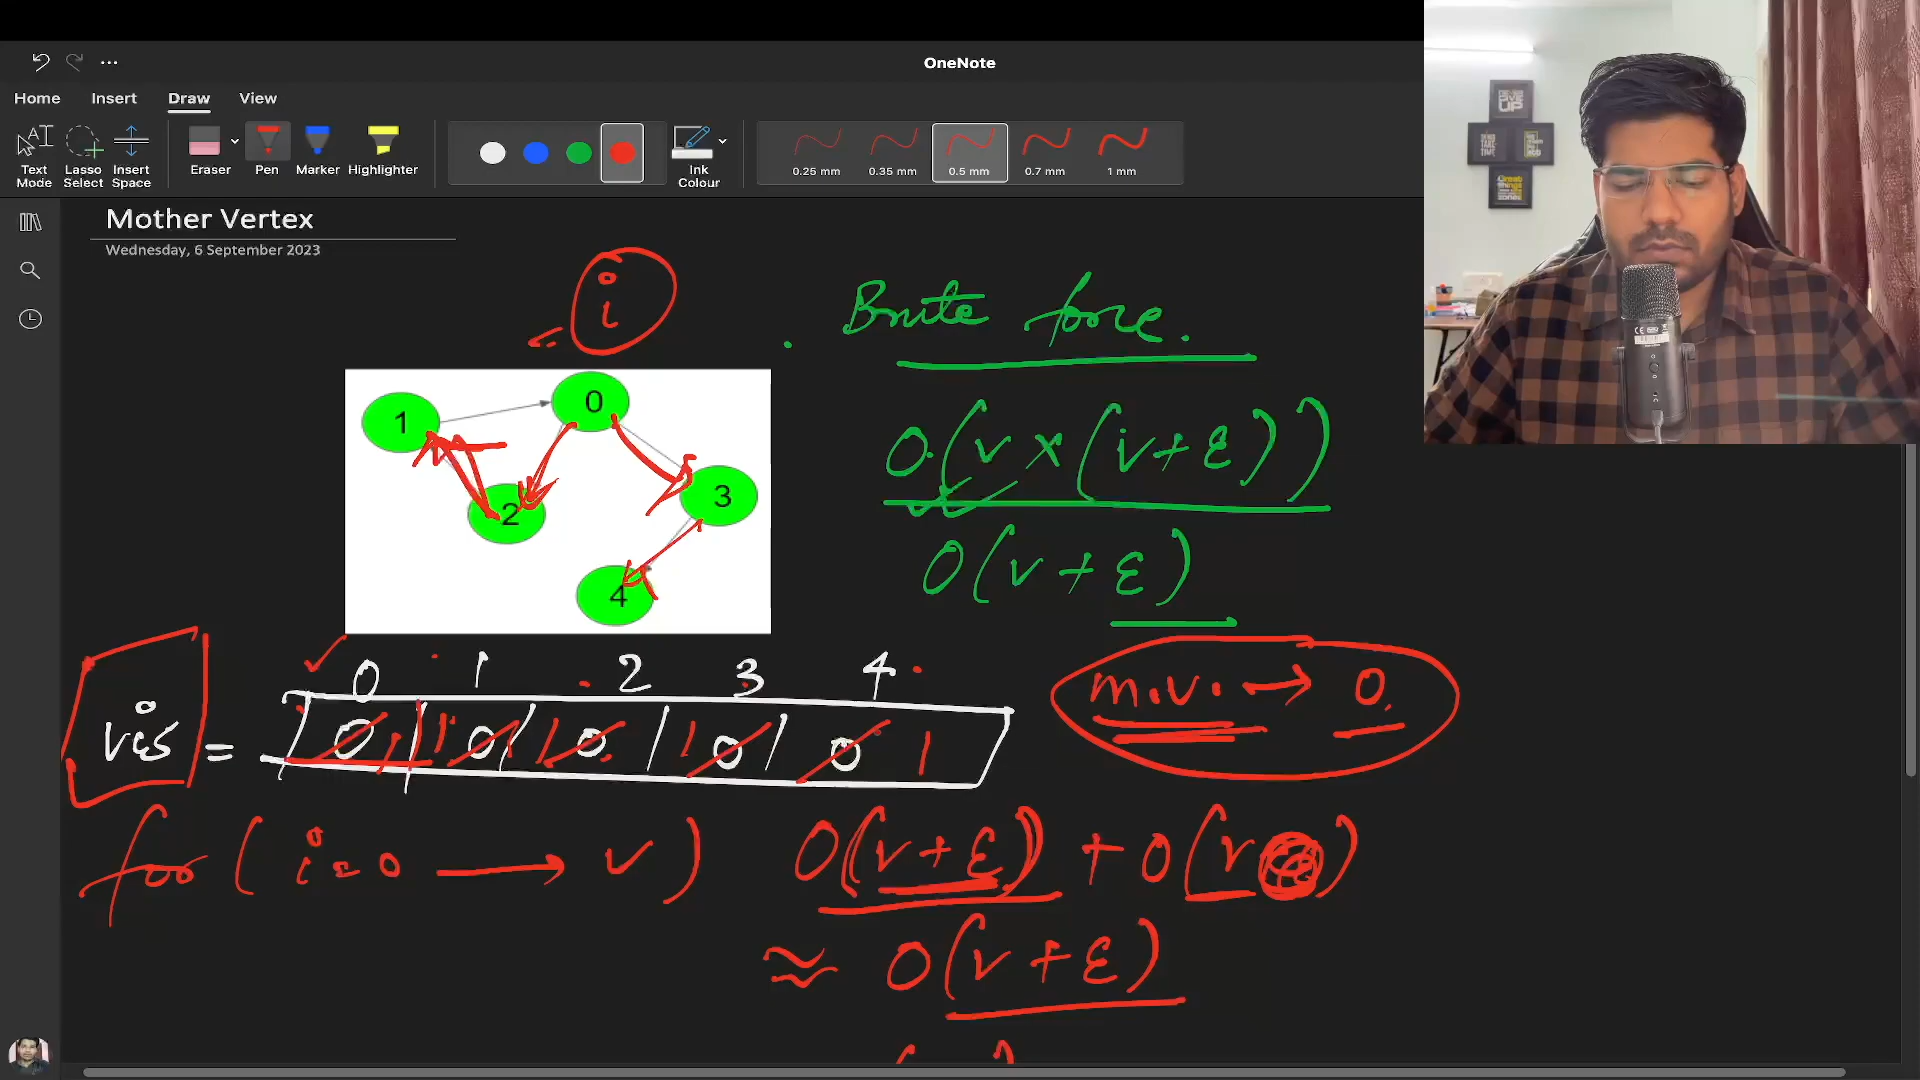 OneNote
Home Insert Draw View
Text Mode
Lasso Select
Insert Space
Eraser
Pen
Marker
Highlighter
Ink Colour
0.25 mm
0.35 mm
0.5 mm
0.7 mm
1 mm
Mother Vertex
Wednesday, 6 September 2023
0
1
Brute force.
O(V x (V+E))
O(V+E)
1
0
2
3
4
m.v. → 0
0 1 2 3 4
vis = 0 1 1 0 1 0 1 0 0 1
for ( i=0 → V )
O(V+E) + O(V)
≈ O(V+E)